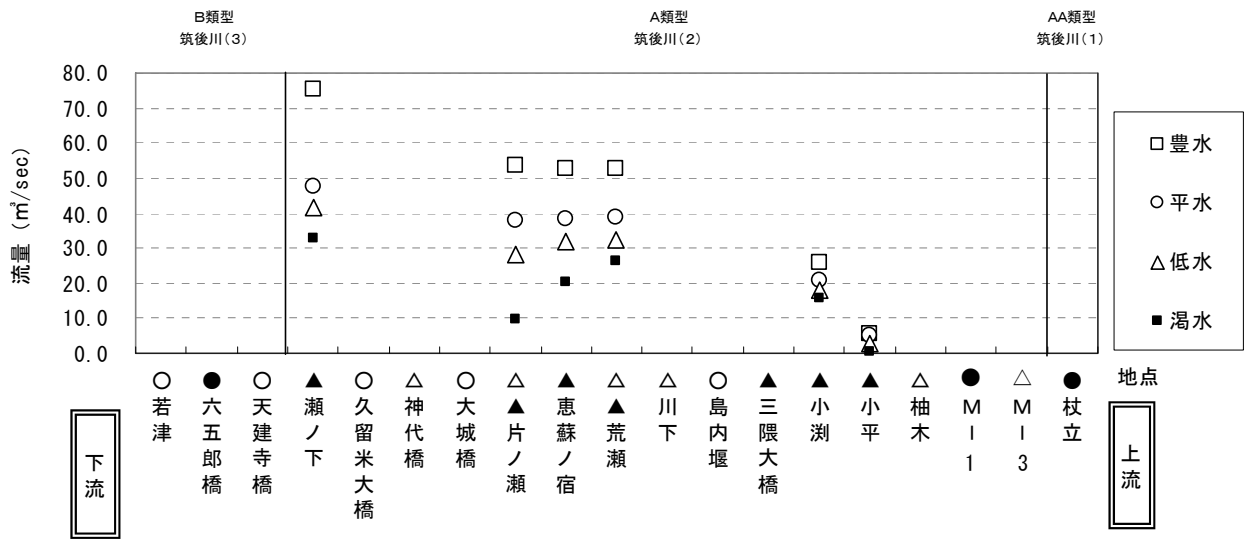 B類型
筑後川(3)
A類型
筑後川(2)
AA類型
筑後川(1)
流量 (㎥/sec)
80.0
70.0
60.0
50.0
40.0
30.0
20.0
10.0
0.0
□豊水
○平水
△低水
■渇水
○若津
●六五郎橋
○天建寺橋
▲瀬ノ下
○久留米大橋
△神代橋
○大城橋
△▲片ノ瀬
▲恵蘇ノ宿
△▲荒瀬
△川下
○島内堰
▲三隈大橋
▲小渕
▲小平
△柚木
●MI1
△MI3
●杖立
地点
下流
上流